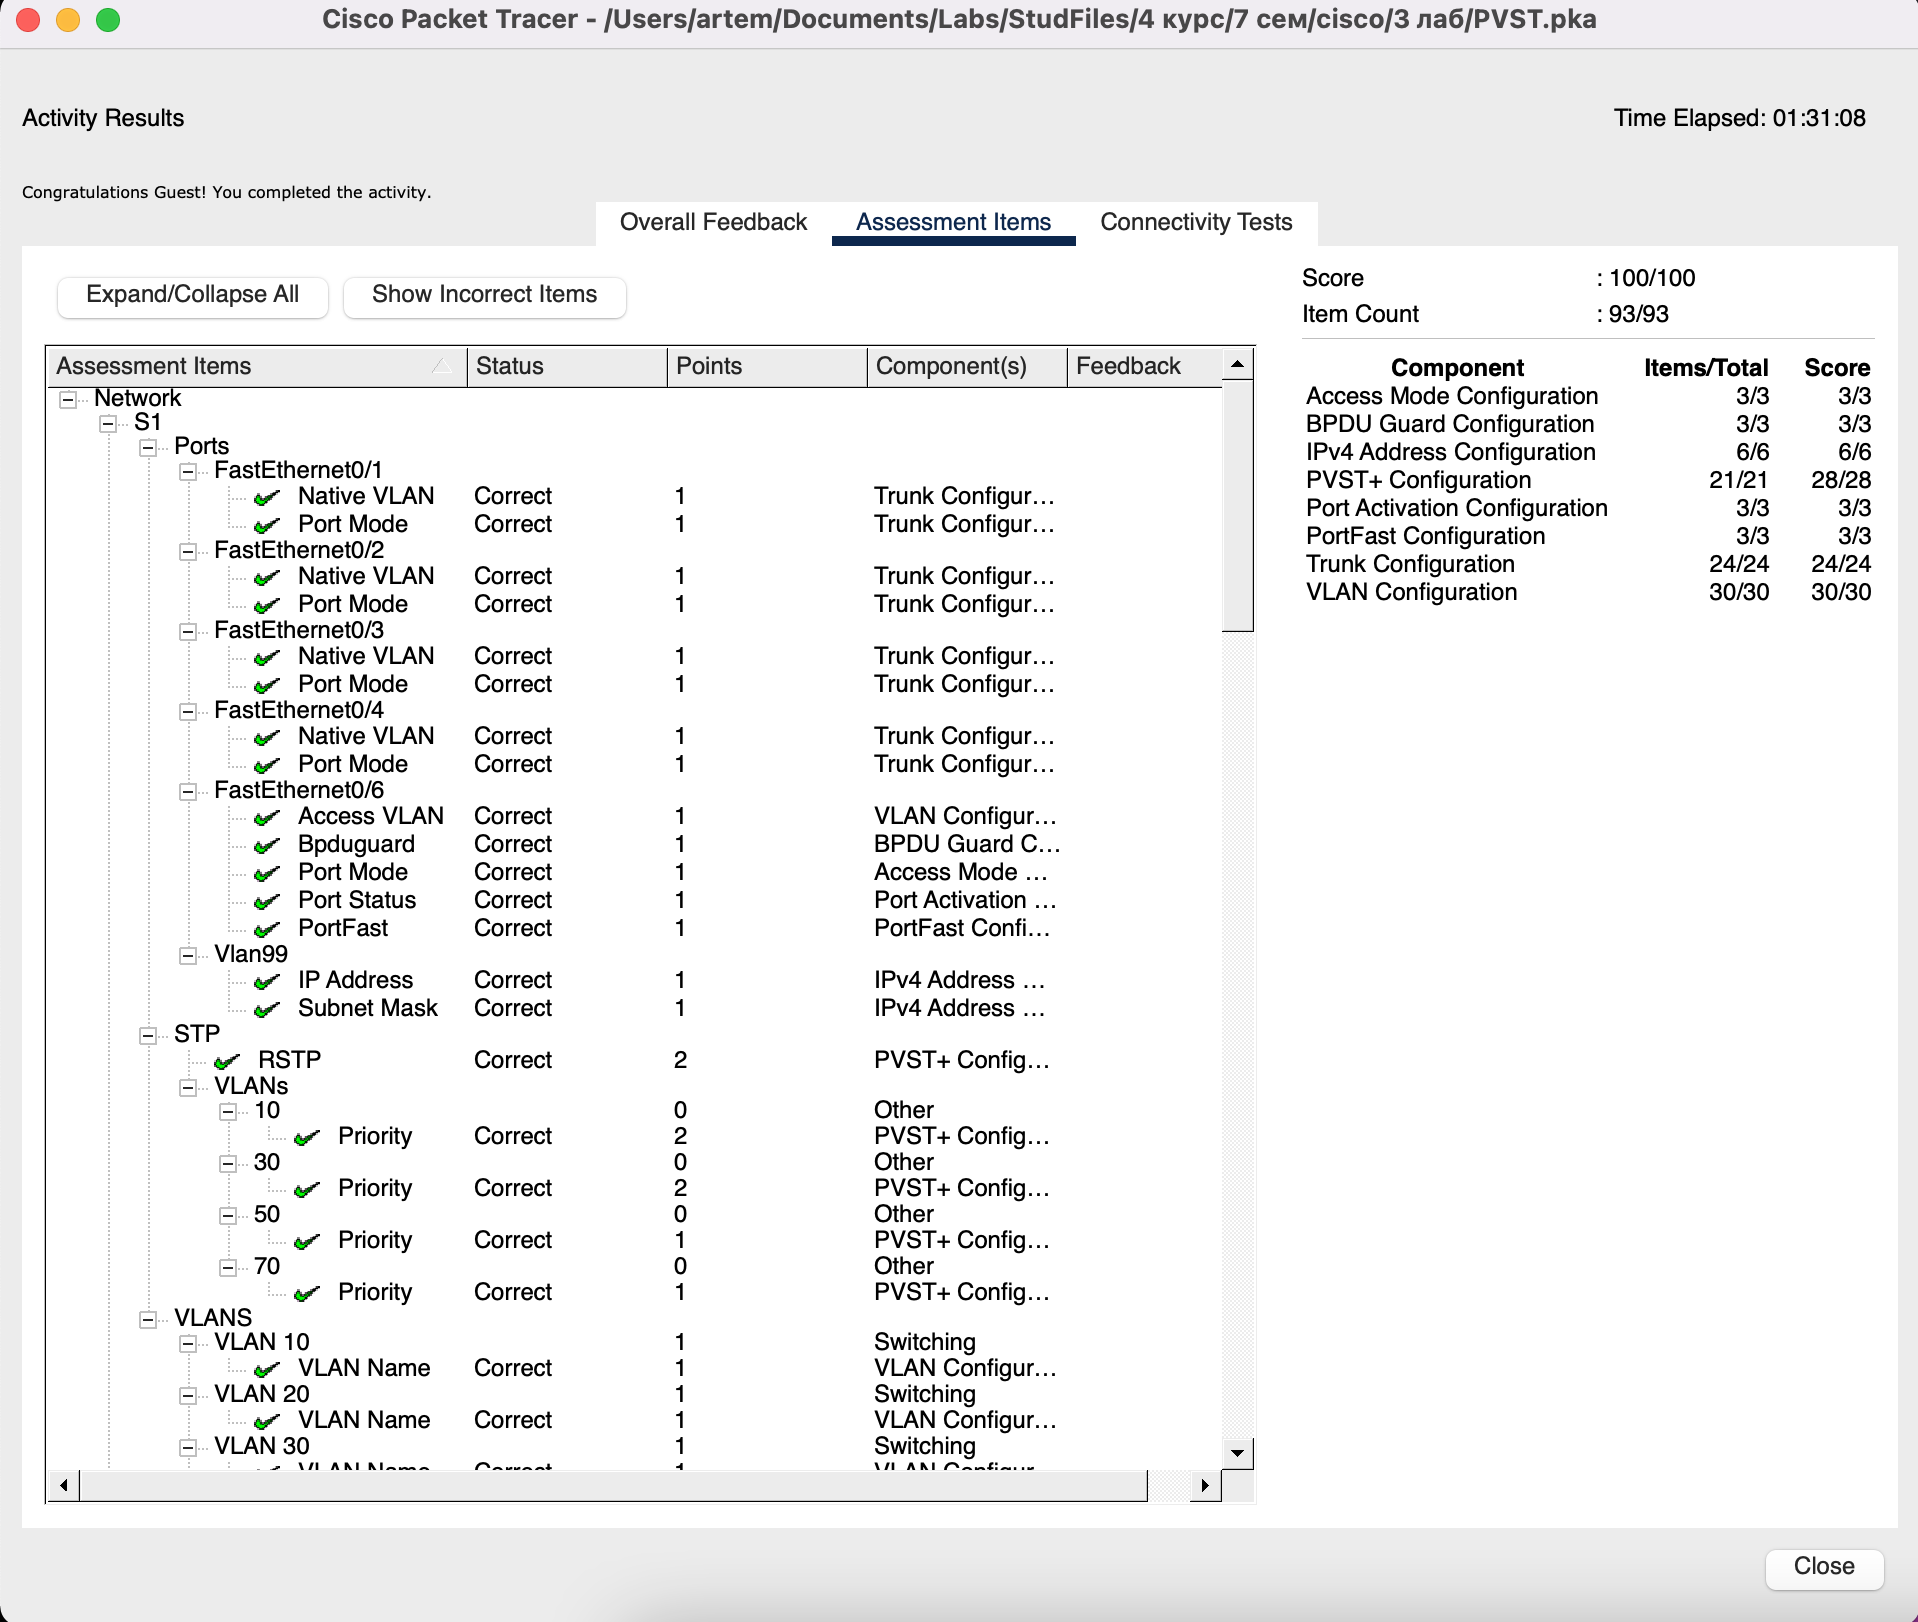 Cisco Packet Tracer - /Users/artem/Documents/Labs/StudFiles/4 курс/7 сем/cisco/3 лаб/PVST.pka
Activity Results
Time Elapsed: 01:31:08
Congratulations Guest! You completed the activity.
Overall Feedback Assessment Items Connectivity Tests
Expand/Collapse All Show Incorrect Items
Assessment Items Status Points Component(s) Feedback
Network
S1
Ports
FastEthernet0/1
Native VLAN Correct 1 Trunk Configur...
Port Mode Correct 1 Trunk Configur...
FastEthernet0/2
Native VLAN Correct 1 Trunk Configur...
Port Mode Correct 1 Trunk Configur...
FastEthernet0/3
Native VLAN Correct 1 Trunk Configur...
Port Mode Correct 1 Trunk Configur...
FastEthernet0/4
Native VLAN Correct 1 Trunk Configur...
Port Mode Correct 1 Trunk Configur...
FastEthernet0/6
Access VLAN Correct 1 VLAN Configur...
Bpduguard Correct 1 BPDU Guard C...
Port Mode Correct 1 Access Mode ...
Port Status Correct 1 Port Activation ...
PortFast Correct 1 PortFast Confi...
Vlan99
IP Address Correct 1 IPv4 Address ...
Subnet Mask Correct 1 IPv4 Address ...
STP
RSTP Correct 2 PVST+ Config...
VLANs
10 0 Other
Priority Correct 2 PVST+ Config...
30 0 Other
Priority Correct 2 PVST+ Config...
50 0 Other
Priority Correct 1 PVST+ Config...
70 0 Other
Priority Correct 1 PVST+ Config...
VLANS
VLAN 10 1 Switching
VLAN Name Correct 1 VLAN Configur...
VLAN 20 1 Switching
VLAN Name Correct 1 VLAN Configur...
VLAN 30 1 Switching
VLAN Name Correct 1 VLAN Configur...
Score : 100/100
Item Count : 93/93
Component Items/Total Score
Access Mode Configuration 3/3 3/3
BPDU Guard Configuration 3/3 3/3
IPv4 Address Configuration 6/6 6/6
PVST+ Configuration 21/21 28/28
Port Activation Configuration 3/3 3/3
PortFast Configuration 3/3 3/3
Trunk Configuration 24/24 24/24
VLAN Configuration 30/30 30/30
Close